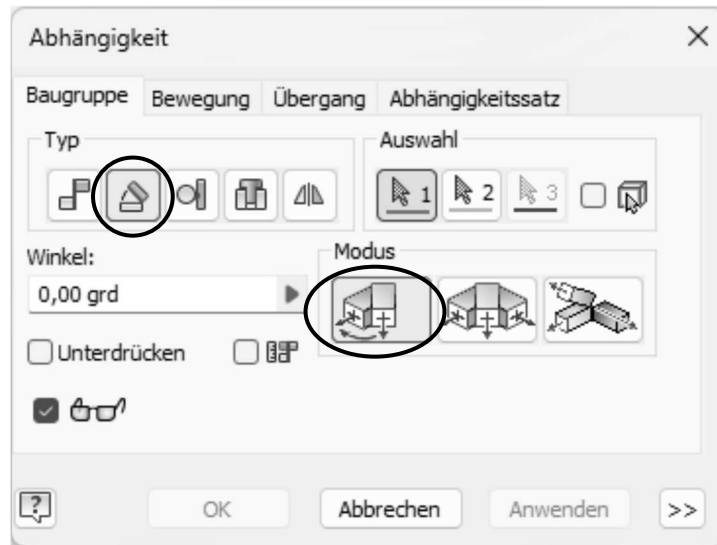 Abhängigkeit
Baugruppe Bewegung Übergang Abhängigkeitssatz
Typ
Auswahl
1 2 3
Winkel:
Modus
0,00 grd
Unterdrücken
?
OK Abbrechen Anwenden >>